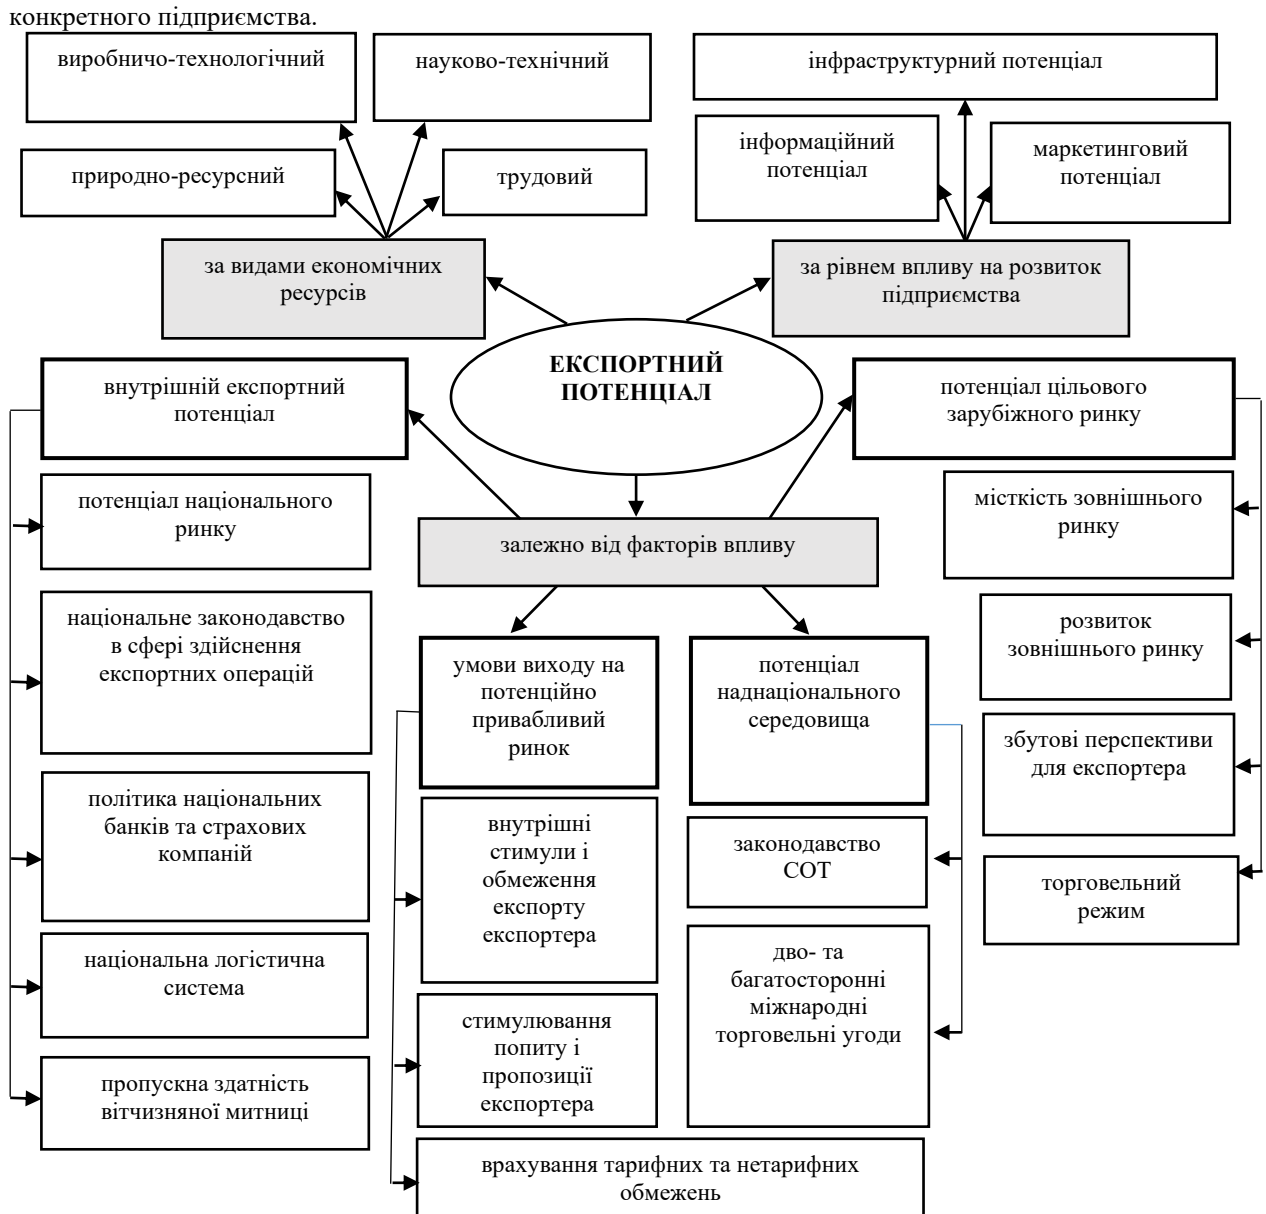 конкретного підприємства.
виробничо-технологічний
науково-технічний
інфраструктурний потенціал
природно-ресурсний
трудовий
інформаційний
потенціал
маркетинговий
потенціал
за видами економічних
ресурсів
за рівнем впливу на розвиток
підприємства
ЕКСПОРТНИЙ
ПОТЕНЦІАЛ
внутрішній експортний
потенціал
потенціал цільового
зарубіжного ринку
потенціал національного
ринку
національне законодавство
в сфері здійснення
експортних операцій
політика національних
банків та страхових
компаній
національна логістична
система
пропускна здатність
вітчизняної митниці
залежно від факторів впливу
умови виходу на
потенційно
привабливий
ринок
внутрішні
стимули і
обмеження
експорту
експортера
стимулювання
попиту і
пропозиції
експортера
врахування тарифних та нетарифних
обмежень
потенціал
наднаціонального
середовища
законодавство
СОТ
дво- та
багатосторонні
міжнародні
торговельні угоди
місткість зовнішнього
ринку
розвиток
зовнішнього ринку
збутові перспективи
для експортера
торговельний
режим